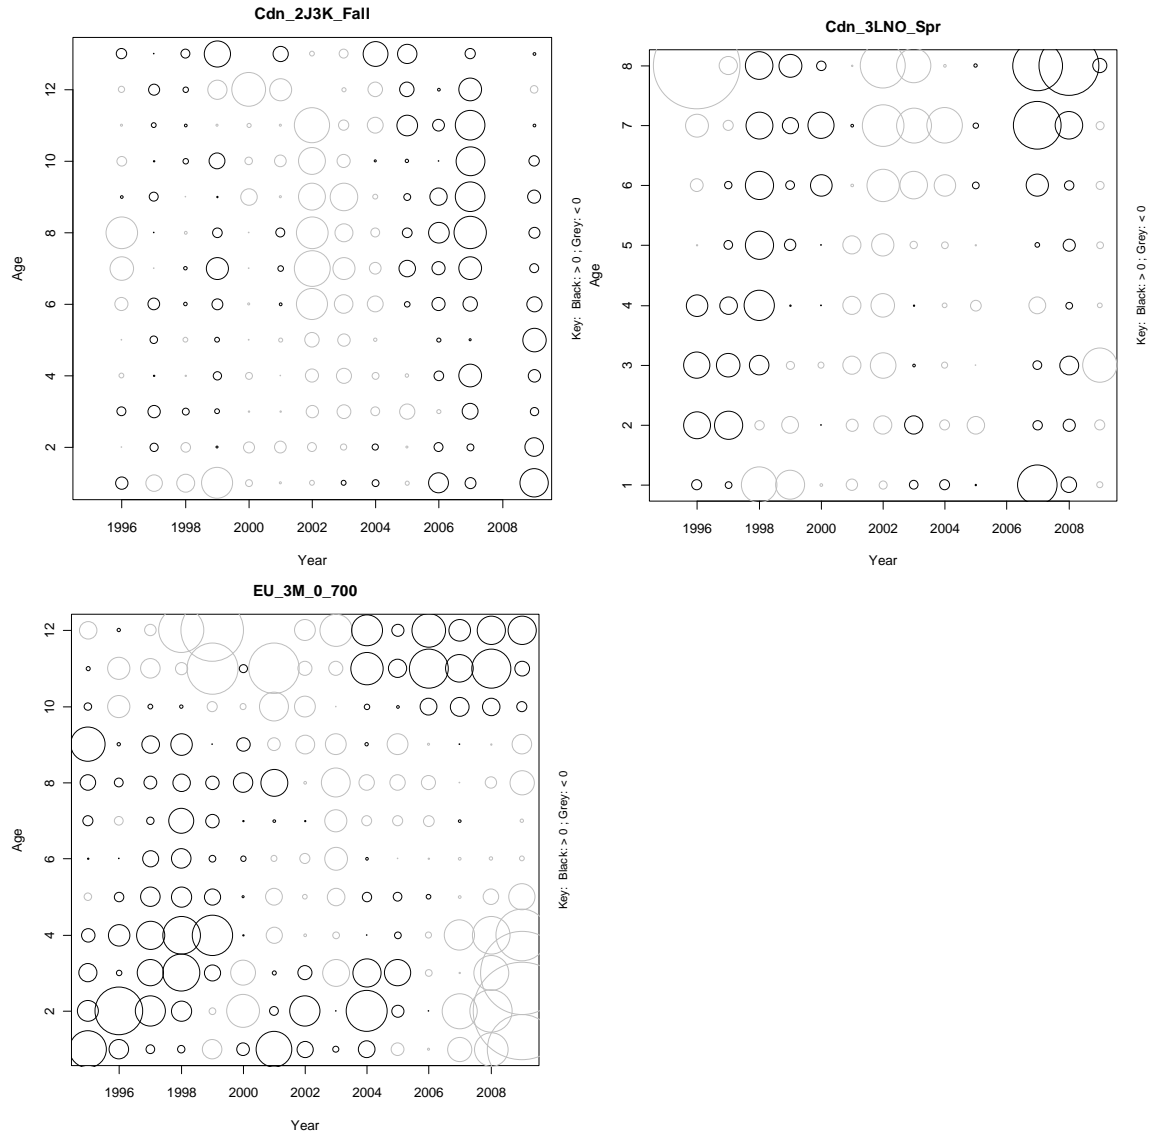 Cdn_2J3K_Fall
12
10
8
6
4
2
Age
1996 1998 2000 2002 2004 2006 2008
Year
Key: Black: > 0 ; Grey: < 0
Cdn_3LNO_Spr
8
7
6
5
4
3
2
1
Age
1996 1998 2000 2002 2004 2006 2008
Year
Key: Black: > 0 ; Grey: < 0
EU_3M_0_700
12
10
8
6
4
2
Age
1996 1998 2000 2002 2004 2006 2008
Year
Key: Black: > 0 ; Grey: < 0